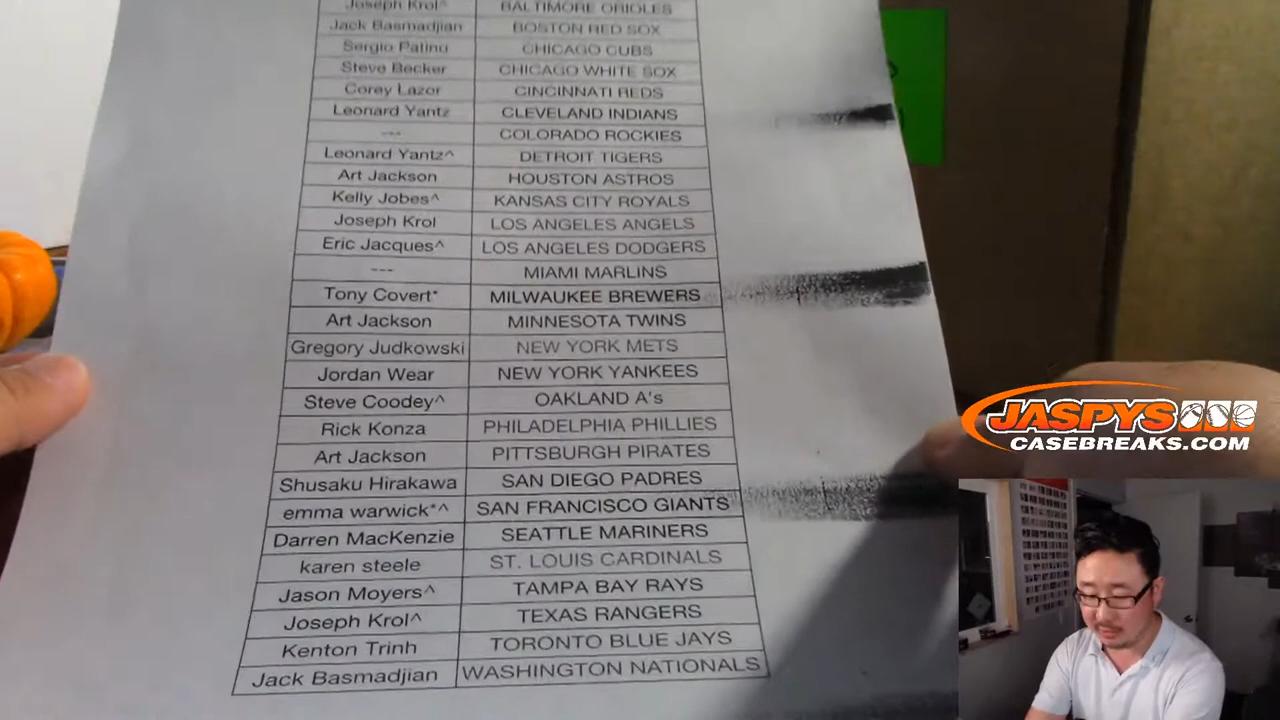 Joseph Krol^ BALTIMORE ORIOLES
Jack Basmadjian BOSTON RED SOX
Sergio Patino CHICAGO CUBS
Steve Becker CHICAGO WHITE SOX
Corey Lazor CINCINNATI REDS
Leonard Yantz CLEVELAND INDIANS
--- COLORADO ROCKIES
Leonard Yantz^ DETROIT TIGERS
Art Jackson HOUSTON ASTROS
Kelly Jobes^ KANSAS CITY ROYALS
Joseph Krol LOS ANGELES ANGELS
Eric Jacques^ LOS ANGELES DODGERS
--- MIAMI MARLINS
Tony Covert* MILWAUKEE BREWERS
Art Jackson MINNESOTA TWINS
Gregory Judkowski NEW YORK METS
Jordan Wear NEW YORK YANKEES
Steve Coodey^ OAKLAND A's
Rick Konza PHILADELPHIA PHILLIES
Art Jackson PITTSBURGH PIRATES
Shusaku Hirakawa SAN DIEGO PADRES
emma warwick*^ SAN FRANCISCO GIANTS
Darren MacKenzie SEATTLE MARINERS
karen steele ST. LOUIS CARDINALS
Jason Moyers^ TAMPA BAY RAYS
Joseph Krol^ TEXAS RANGERS
Kenton Trinh TORONTO BLUE JAYS
Jack Basmadjian WASHINGTON NATIONALS
JASPYS
CASEBREAKS.COM